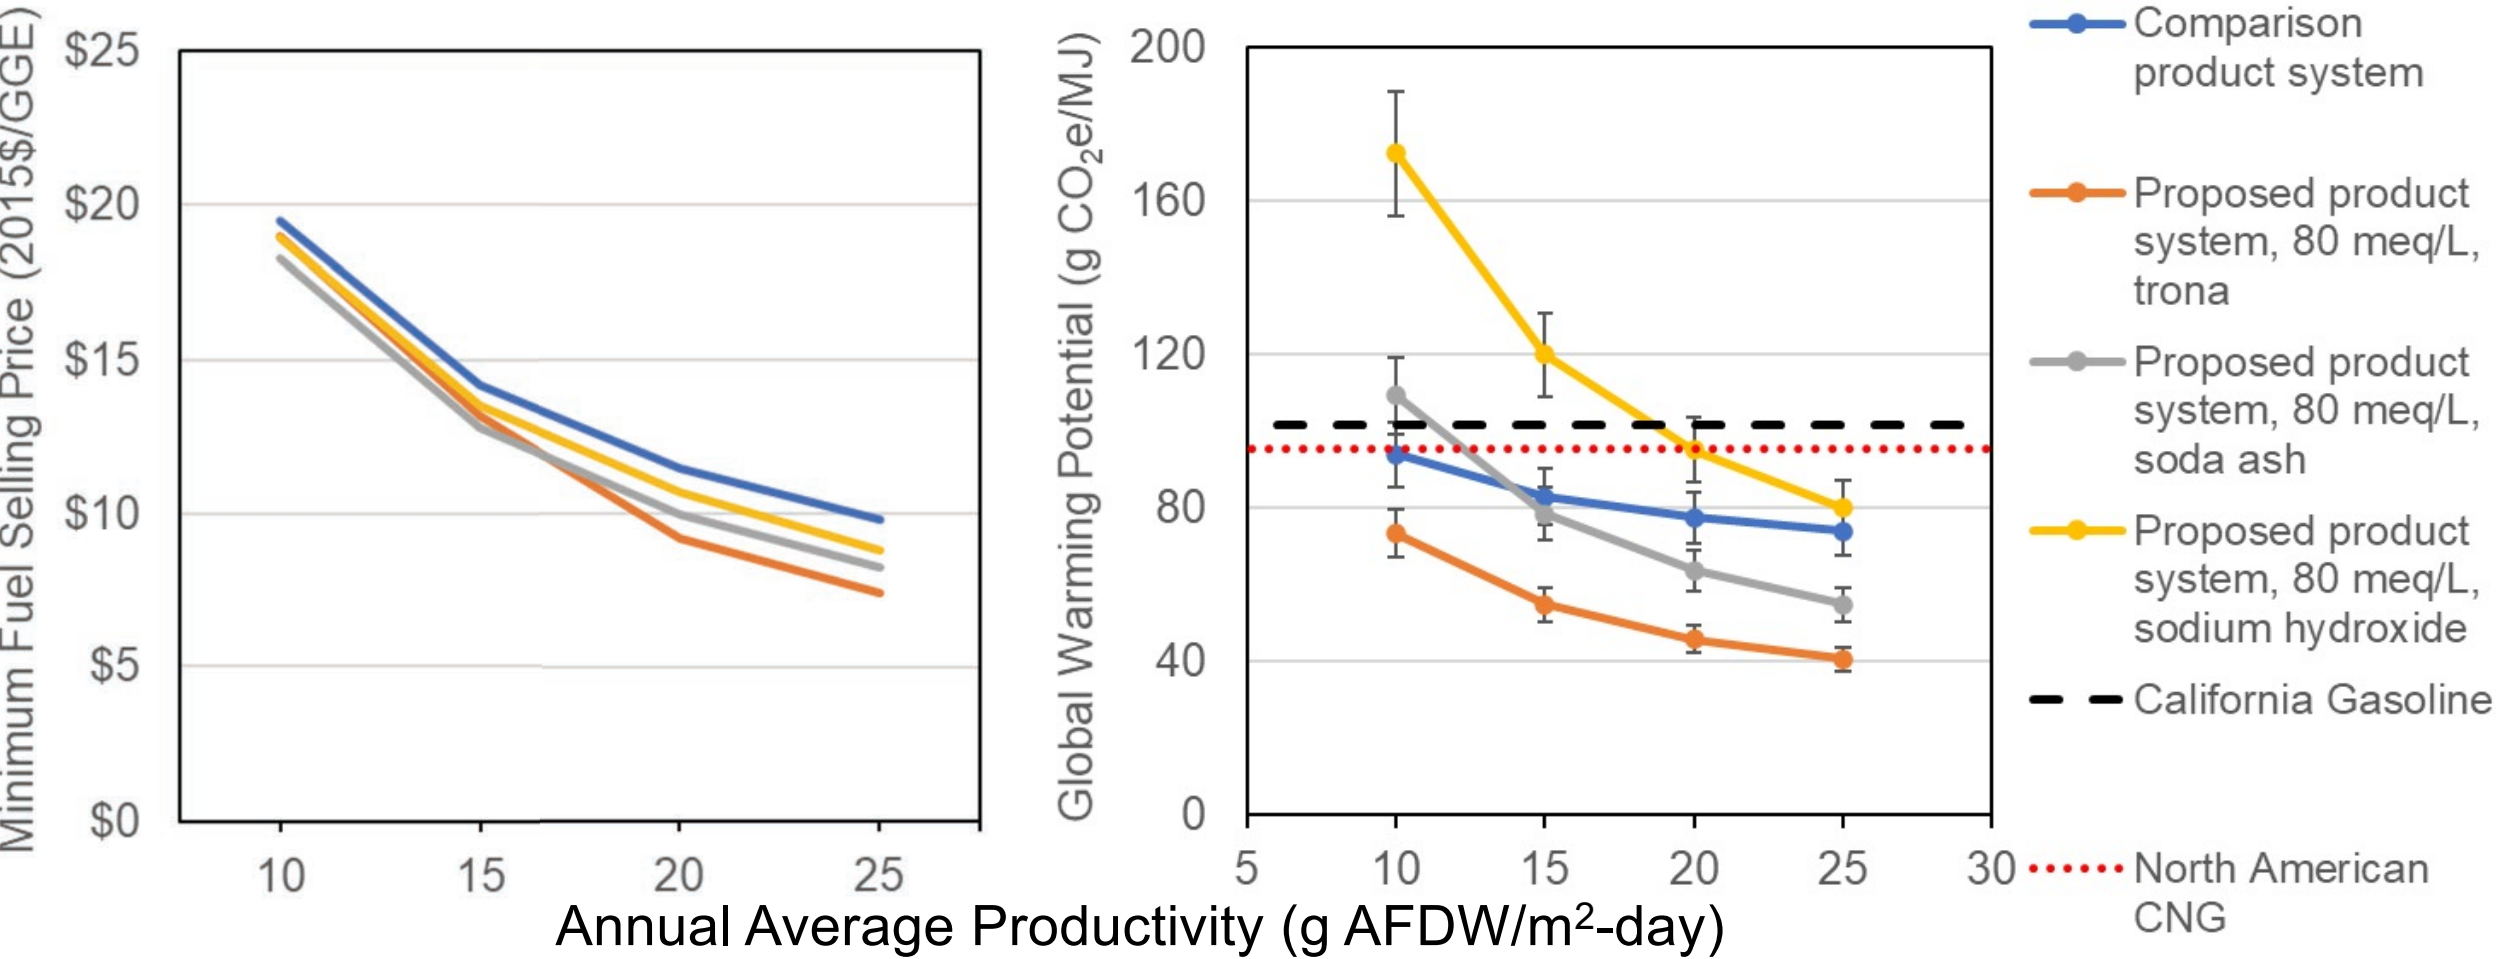 Minimum Fuel Selling Price (2015$/GGE)
$25
$20
$15
$10
$5
$0
10 15 20 25
Global Warming Potential (g CO₂e/MJ)
200
160
120
80
40
0
5 10 15 20 25 30
Annual Average Productivity (g AFDW/m²-day)
Comparison
product system
Proposed product
system, 80 meq/L,
trona
Proposed product
system, 80 meq/L,
soda ash
Proposed product
system, 80 meq/L,
sodium hydroxide
California Gasoline
North American
CNG